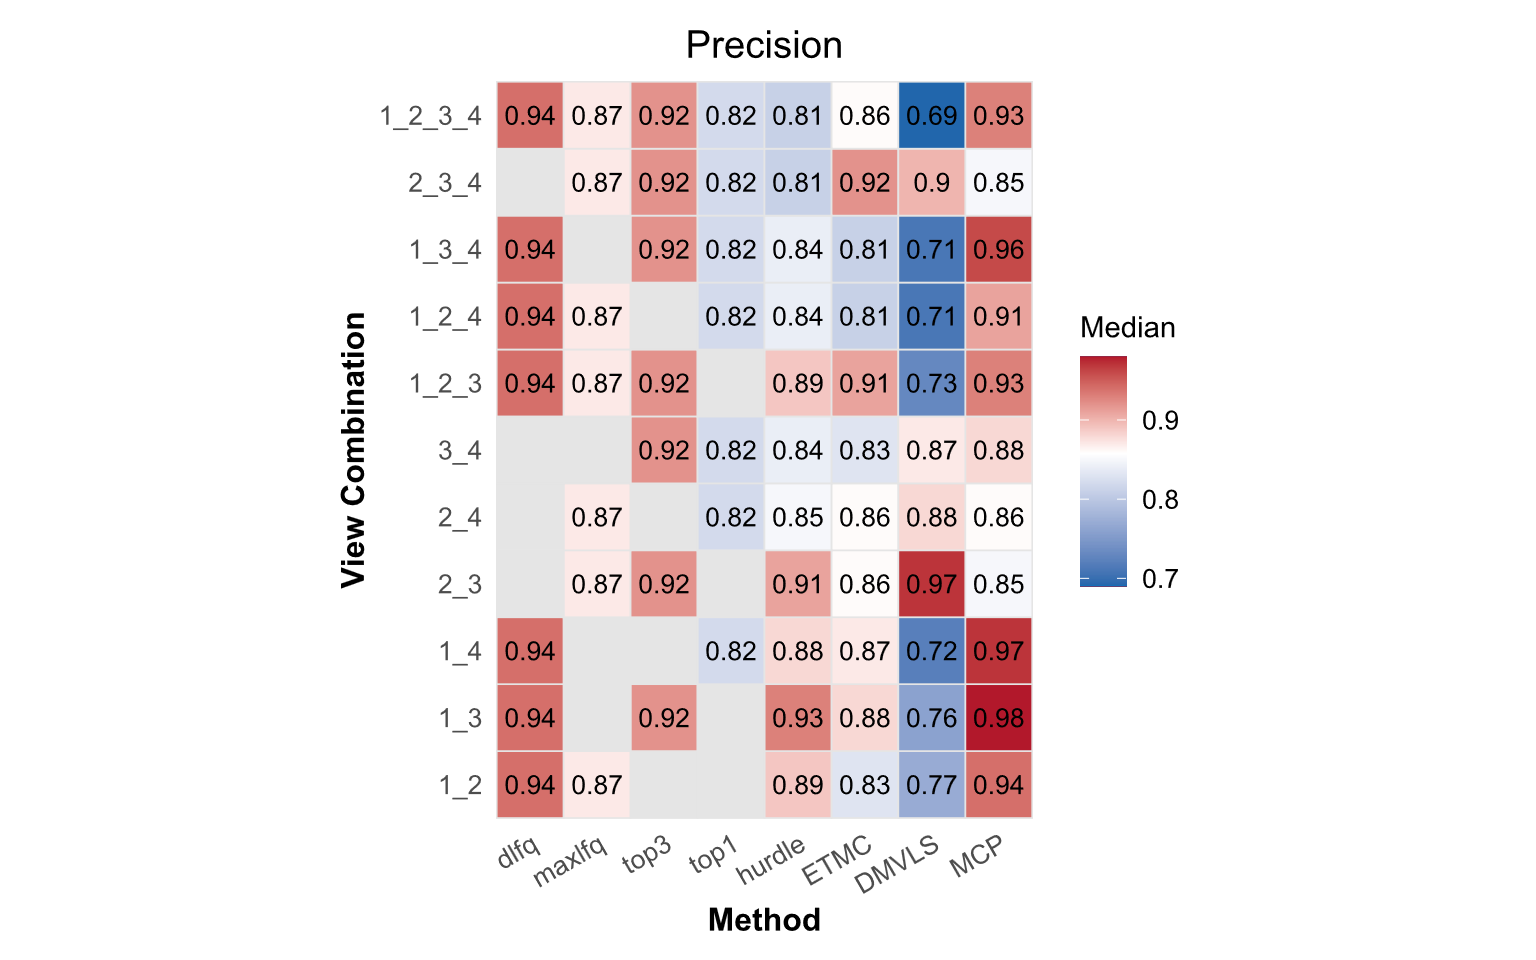 Precision
1_2_3_4 0.94 0.87 0.92 0.82 0.81 0.86 0.69 0.93
2_3_4 0.87 0.92 0.82 0.81 0.92 0.9 0.85
1_3_4 0.94 0.92 0.82 0.84 0.81 0.71 0.96
1_2_4 0.94 0.87 0.82 0.84 0.81 0.71 0.91
1_2_3 0.94 0.87 0.92 0.89 0.91 0.73 0.93
3_4 0.92 0.82 0.84 0.83 0.87 0.88
2_4 0.87 0.82 0.85 0.86 0.88 0.86
2_3 0.87 0.92 0.91 0.86 0.97 0.85
1_4 0.94 0.82 0.88 0.87 0.72 0.97
1_3 0.94 0.92 0.93 0.88 0.76 0.98
1_2 0.94 0.87 0.89 0.83 0.77 0.94
dlfq maxlfq top3 top1 hurdle ETMC DMVLS MCP
Method
View Combination
Median
0.9
0.8
0.7